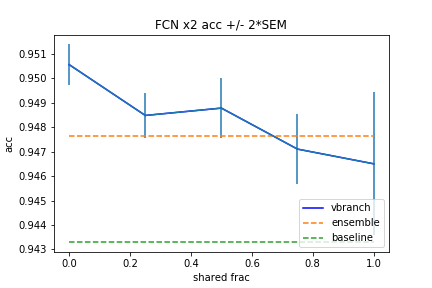 FCN x2 acc +/- 2*SEM
acc
0.951
0.950
0.949
0.948
0.947
0.946
0.945
0.944
0.943
vbranch
ensemble
baseline
0.0 0.2 0.4 0.6 0.8 1.0
shared frac